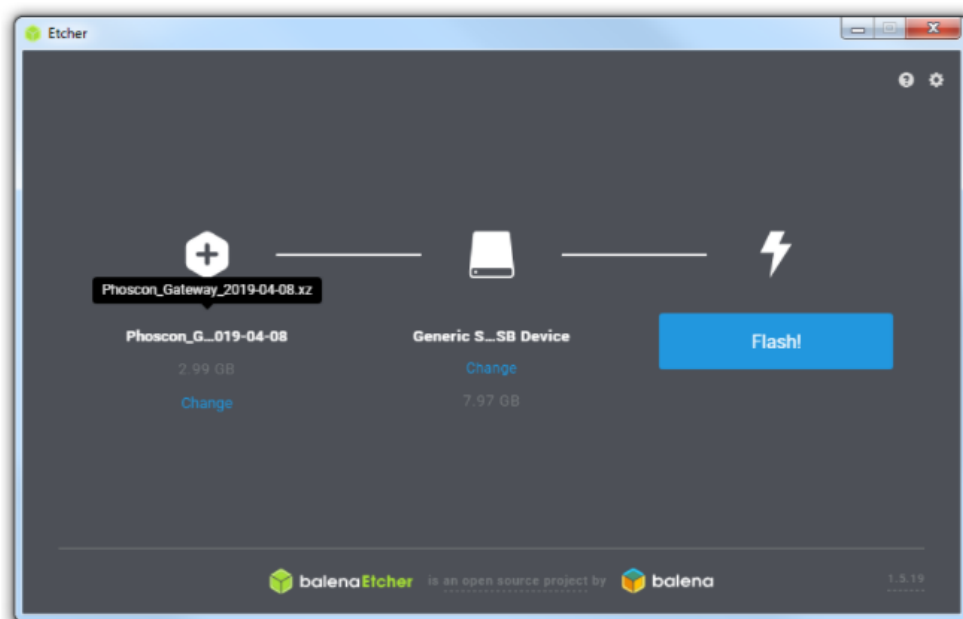 Etcher
Phoscon_Gateway_2019-04-08.xz
Phoscon_G...019-04-08
2.99 GB
Change
Generic S...SB Device
Change
7.97 GB
Flash!
balenaEtcher is an open source project by balena
1.5.19